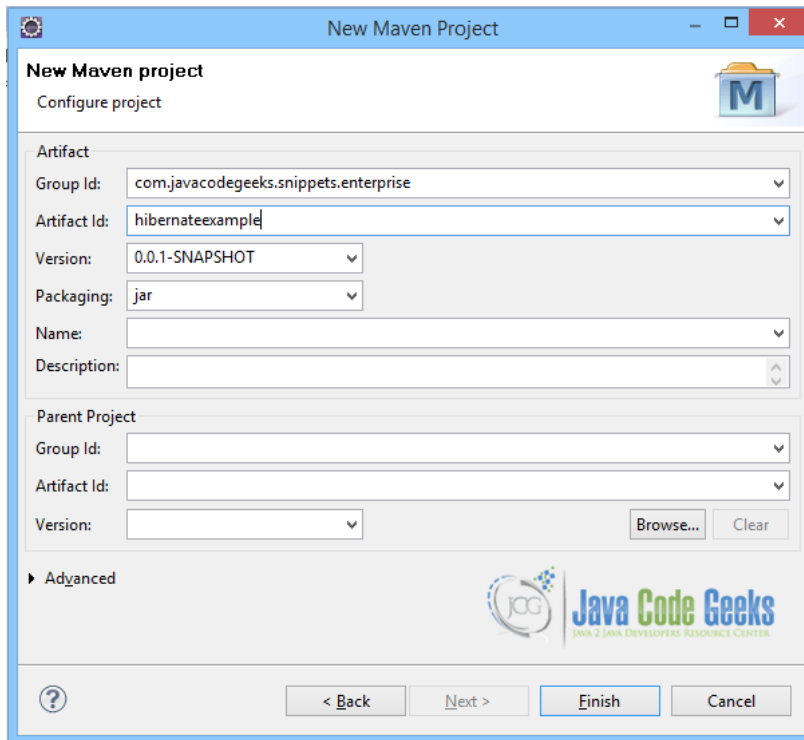 New Maven Project
New Maven project
Configure project
M
Artifact
Group Id: com.javacodegeeks.snippets.enterprise
Artifact Id: hibernateexample
Version: 0.0.1-SNAPSHOT
Packaging: jar
Name:
Description:
Parent Project
Group Id:
Artifact Id:
Version: Browse... Clear
Advanced
JCG Java Code Geeks
JAVA 2 JAVA DEVELOPERS RESOURCE CENTER
? < Back Next > Finish Cancel